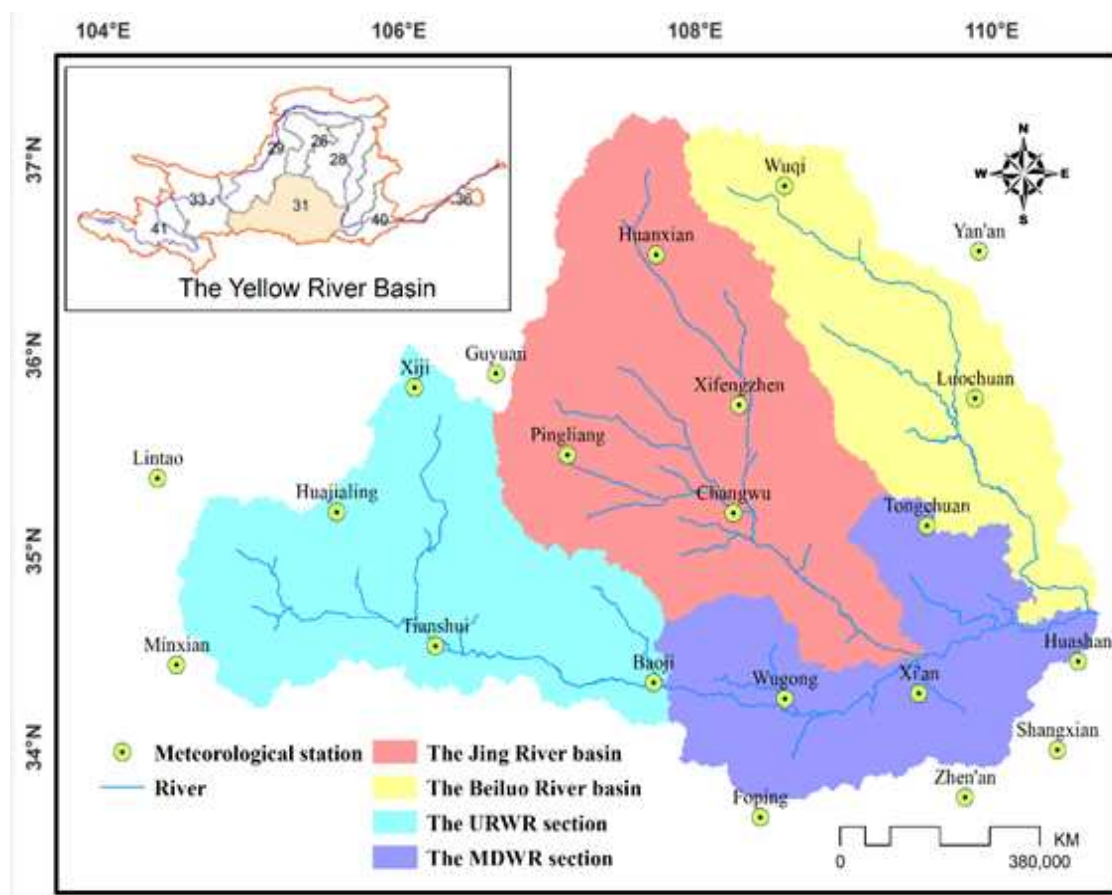 104°E 106°E 108°E 110°E
37°N
36°N
35°N
34°N
29
26
28
33
31
41
40
36
The Yellow River Basin
N
W E
S
Wuqi
Yan'an
Huanxian
Guyuan
Xiji
Luochuan
Xifengzhen
Pingliang
Lintao
Huajialing
Changwu
Tongchuan
Tianshui
Minxian
Baoji
Wugong
Xi'an
Huashan
Shangxian
Zhen'an
Foping
Meteorological station
River
The Jing River basin
The Beiluo River basin
The URWR section
The MDWR section
KM
0 380,000